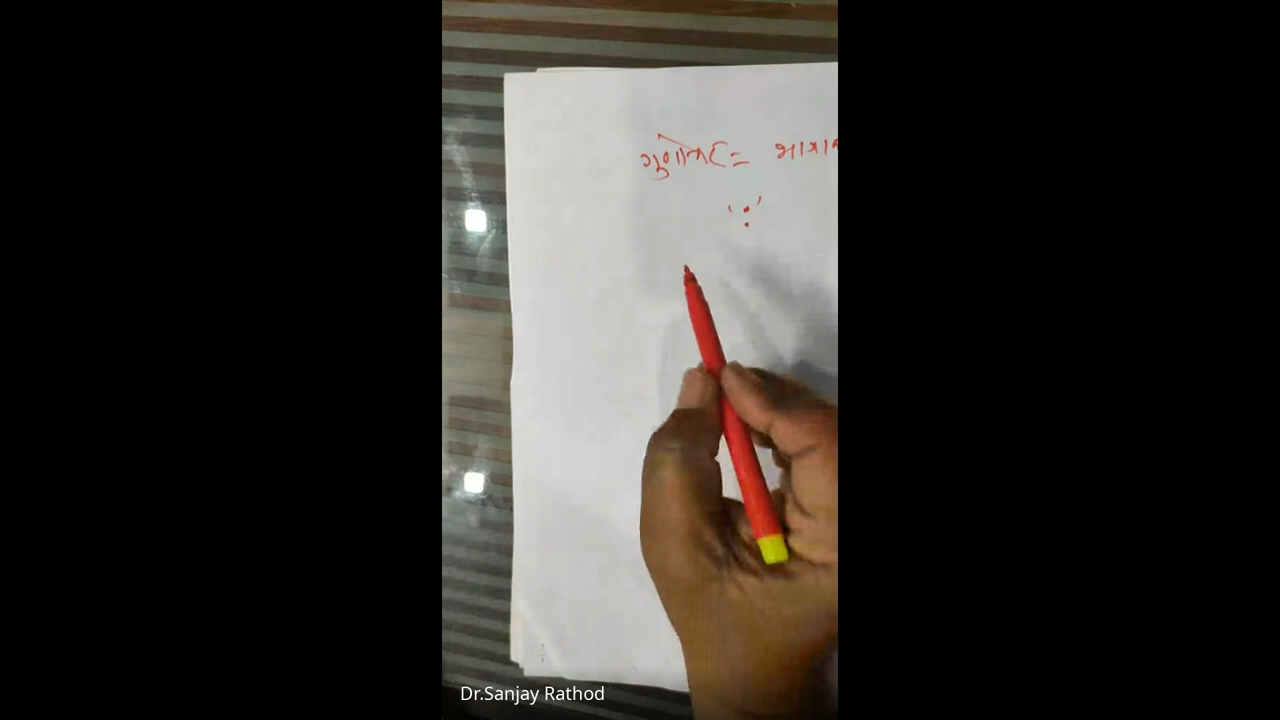 ગુણોત્તર =
' : '
Dr.Sanjay Rathod